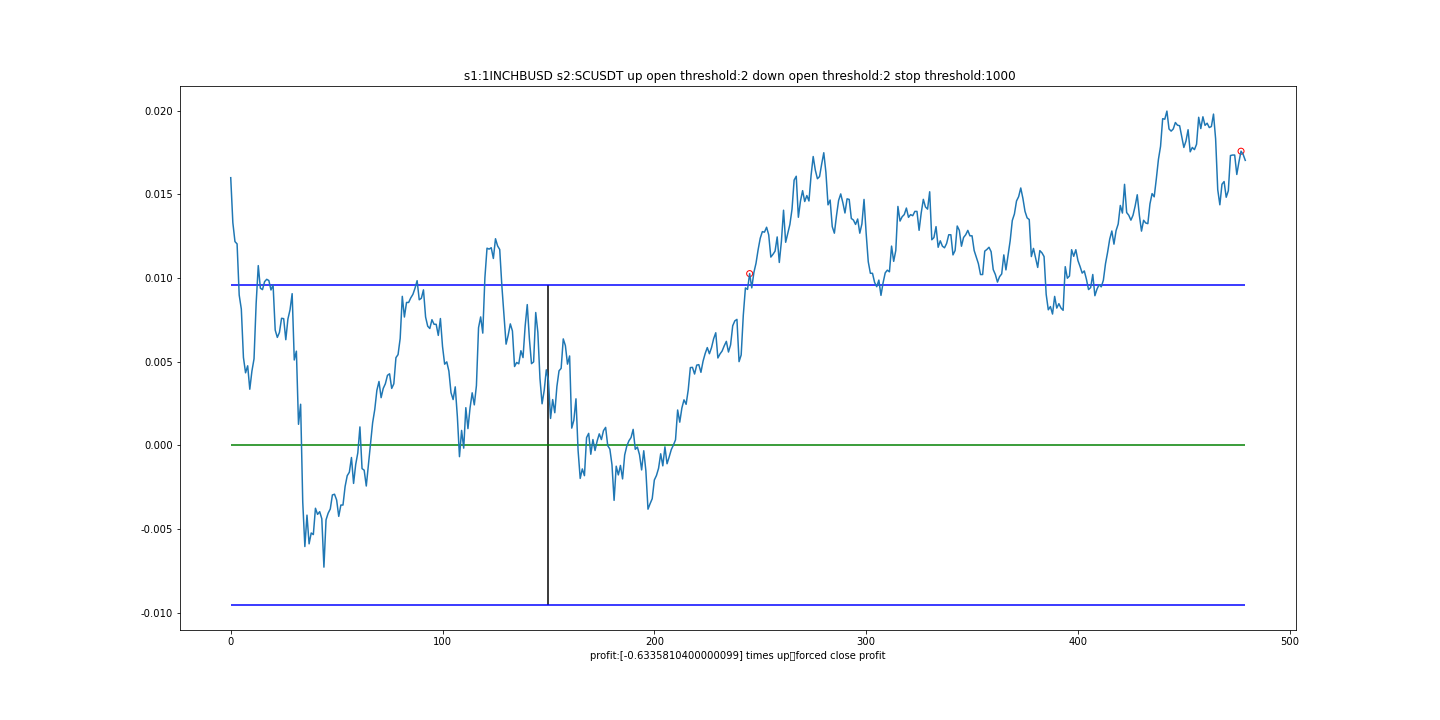 s1:1INCHBUSD s2:SCUSDT up open threshold:2 down open threshold:2 stop threshold:1000
0.020
0.015
0.010
0.005
0.000
-0.005
-0.010
0 100 200 300 400 500
profit:[-0.6335810400000099] times up▯forced close profit